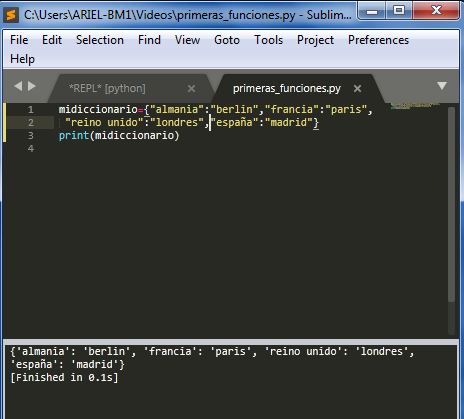 C:\Users\ARIEL-BM1\Videos\primeras_funciones.py - Sublim...
File Edit Selection Find View Goto Tools Project Preferences
Help
*REPL* [python] primeras_funciones.py
1 midiccionario={"almania":"berlin","francia":"paris",
2 "reino unido":"londres","españa":"madrid"}
3 print(midiccionario)
4
{'almania': 'berlin', 'francia': 'paris', 'reino unido': 'londres',
'españa': 'madrid'}
[Finished in 0.1s]